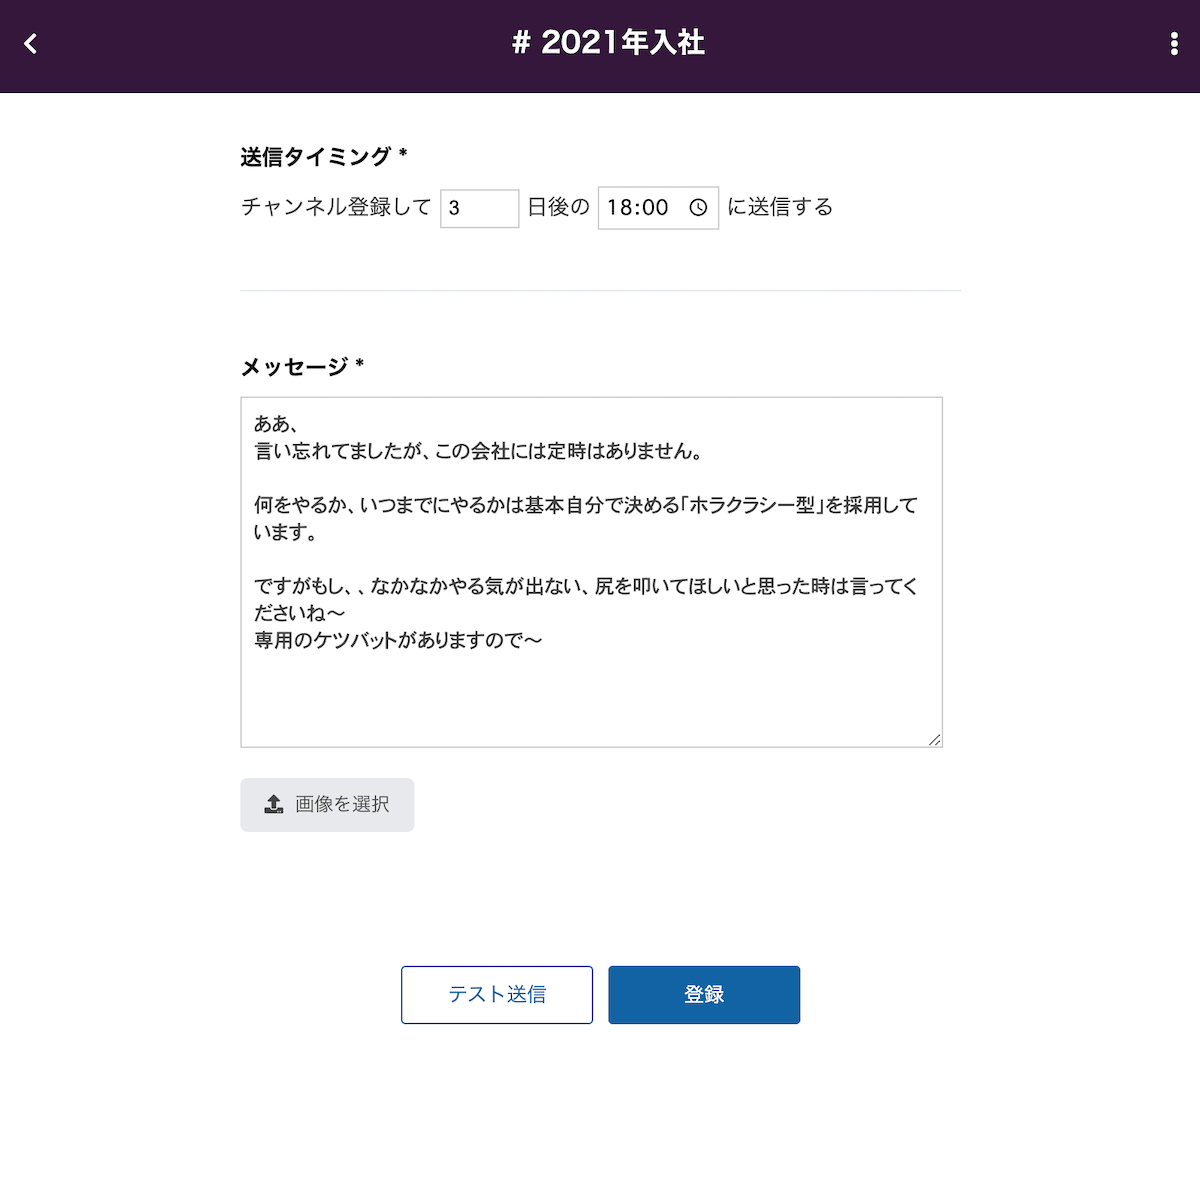 # 2021年入社
送信タイミング *
チャンネル登録して 3 日後の 18:00 に送信する
メッセージ *
ああ、
言い忘れてましたが、この会社には定時はありません。
何をやるか、いつまでにやるかは基本自分で決める「ホラクラシー型」を採用して
います。
ですがもし、、なかなかやる気が出ない、尻を叩いてほしいと思った時は言ってく
ださいね〜
専用のケツバットがありますので〜
画像を選択
テスト送信 登録